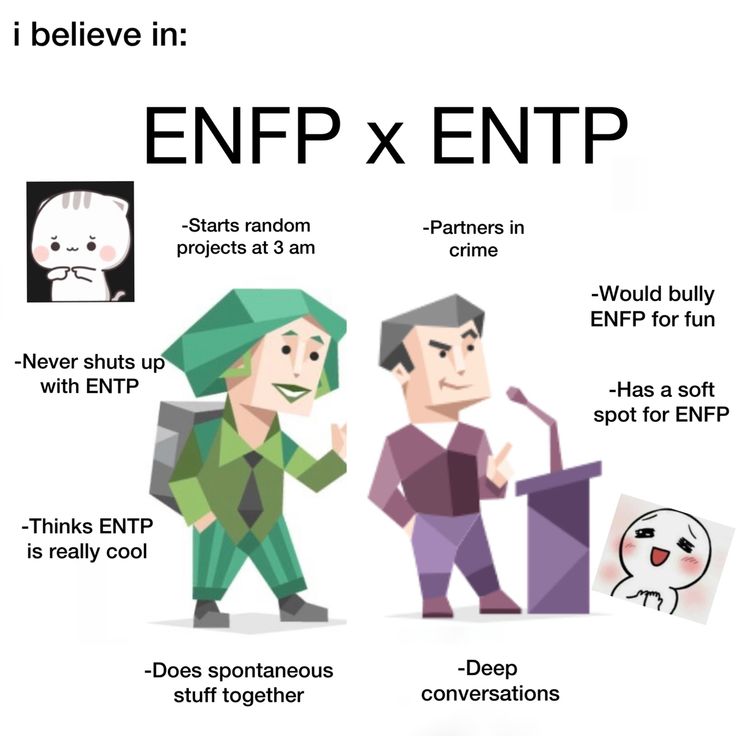 i believe in:
ENFP x ENTP
-Starts random
projects at 3 am
-Partners in
crime
-Would bully
ENFP for fun
-Never shuts up
with ENTP
-Has a soft
spot for ENFP
-Thinks ENTP
is really cool
-Does spontaneous
stuff together
-Deep
conversations